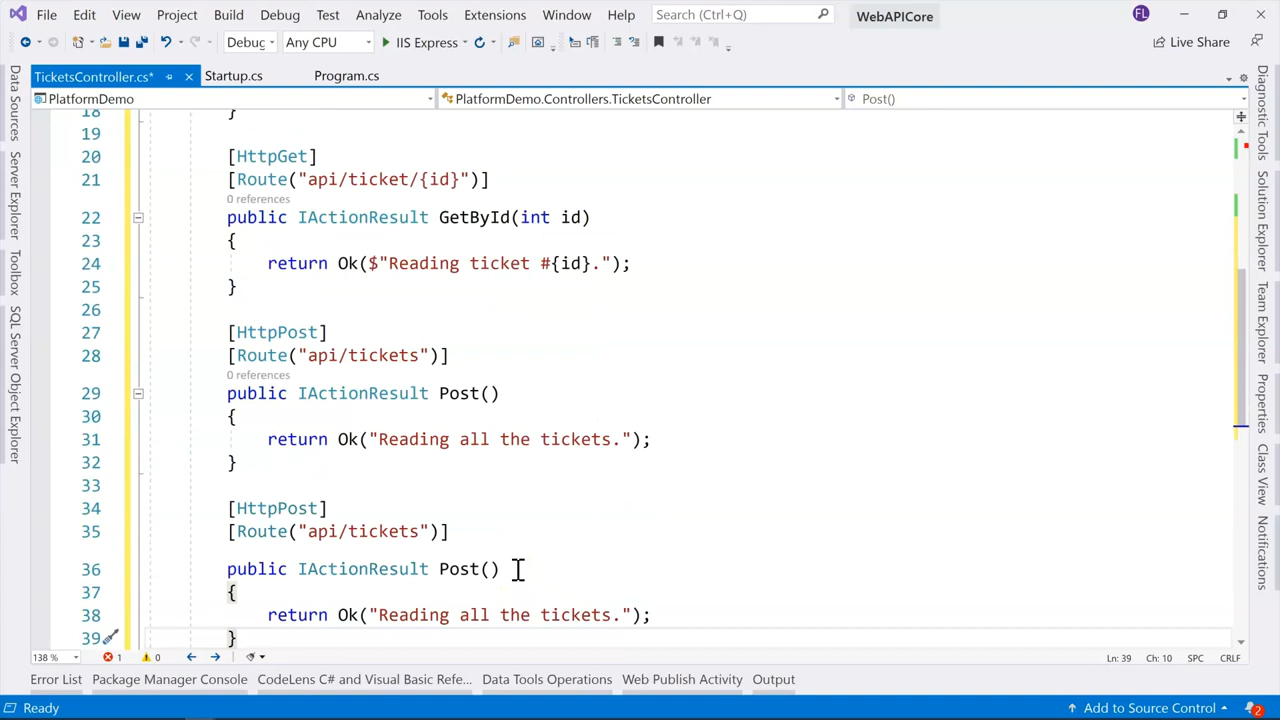 File Edit View Project Build Debug Test Analyze Tools Extensions Window Help Search (Ctrl+Q) WebAPICore FL
Debug Any CPU IIS Express Live Share
TicketsController.cs* Startup.cs Program.cs
PlatformDemo PlatformDemo.Controllers.TicketsController Post()
18 }
19
20 [HttpGet]
21 [Route("api/ticket/{id}")]
0 references
22 public IActionResult GetById(int id)
23 {
24 return Ok($"Reading ticket #{id}.");
25 }
26
27 [HttpPost]
28 [Route("api/tickets")]
0 references
29 public IActionResult Post()
30 {
31 return Ok("Reading all the tickets.");
32 }
33
34 [HttpPost]
35 [Route("api/tickets")]
36 public IActionResult Post()
37 {
38 return Ok("Reading all the tickets.");
39 }
138 % 1 0 Ln: 39 Ch: 10 SPC CRLF
Error List Package Manager Console CodeLens C# and Visual Basic Refe... Data Tools Operations Web Publish Activity Output
Ready Add to Source Control 2
Data Sources
Server Explorer
Toolbox
SQL Server Object Explorer
Diagnostic Tools
Solution Explorer
Team Explorer
Properties
Class View
Notifications